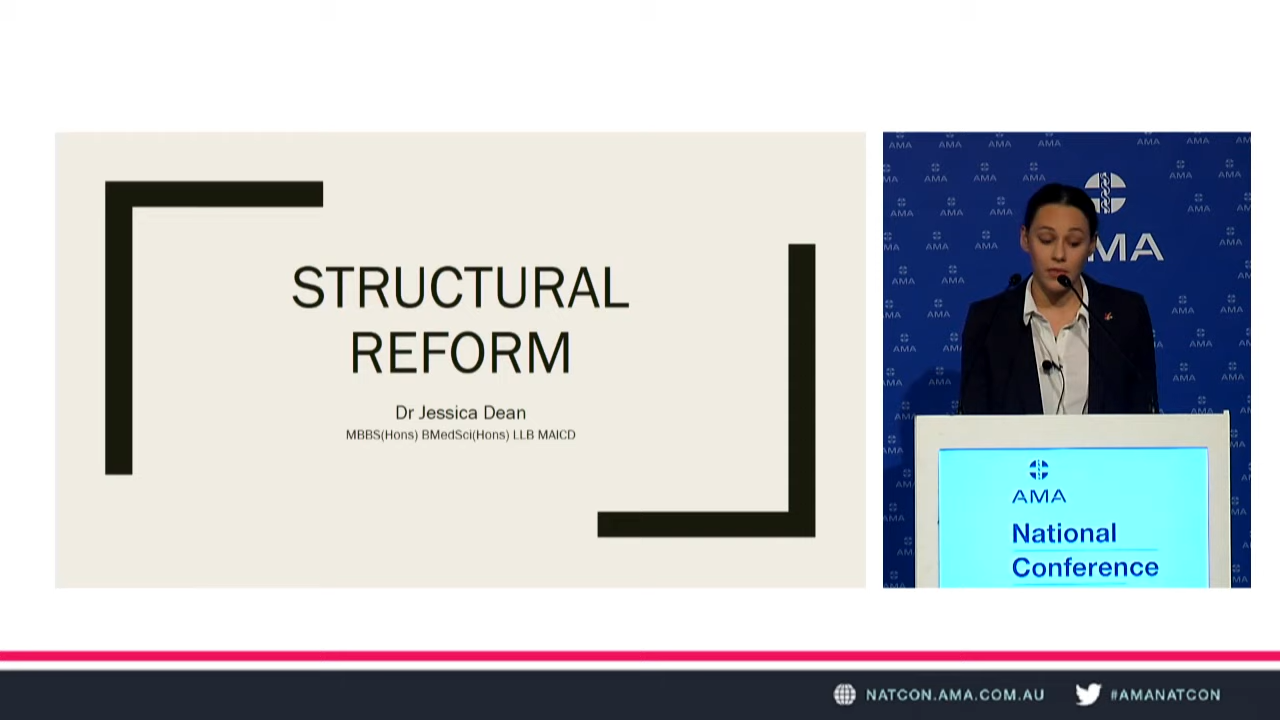 STRUCTURAL
REFORM
Dr Jessica Dean
MBBS(Hons) BMedSci(Hons) LLB MAICD
AMA
AMA
National
Conference
NATCON.AMA.COM.AU
#AMANATCON